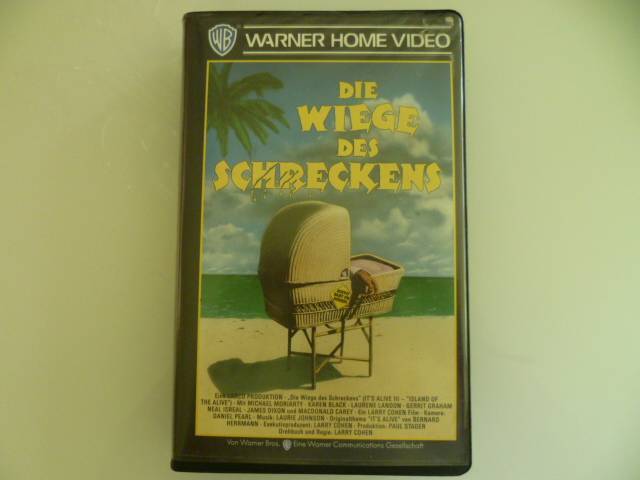 WB WARNER HOME VIDEO
DIE
WIEGE
DES
SCHRECKENS
Eine LARCO PRODUKTION - „Die Wiege des Schreckens" (IT'S ALIVE III - "ISLAND OF
THE ALIVE") - Mit MICHAEL MORIARTY · KAREN BLACK · LAURENE LANDON · GERRIT GRAHAM
NEAL ISREAL · JAMES DIXON und MACDONALD CAREY · Ein LARRY COHEN Film · Kamera:
DANIEL PEARL · Musik: LAURIE JOHNSON · Originalthema "IT'S ALIVE" von BERNARD
HERRMANN · Exekutivproduzent: LARRY COHEN · Produktion: PAUL STADER
Drehbuch und Regie: LARRY COHEN
Von Warner Bros. WB Eine Warner Communications Gesellschaft